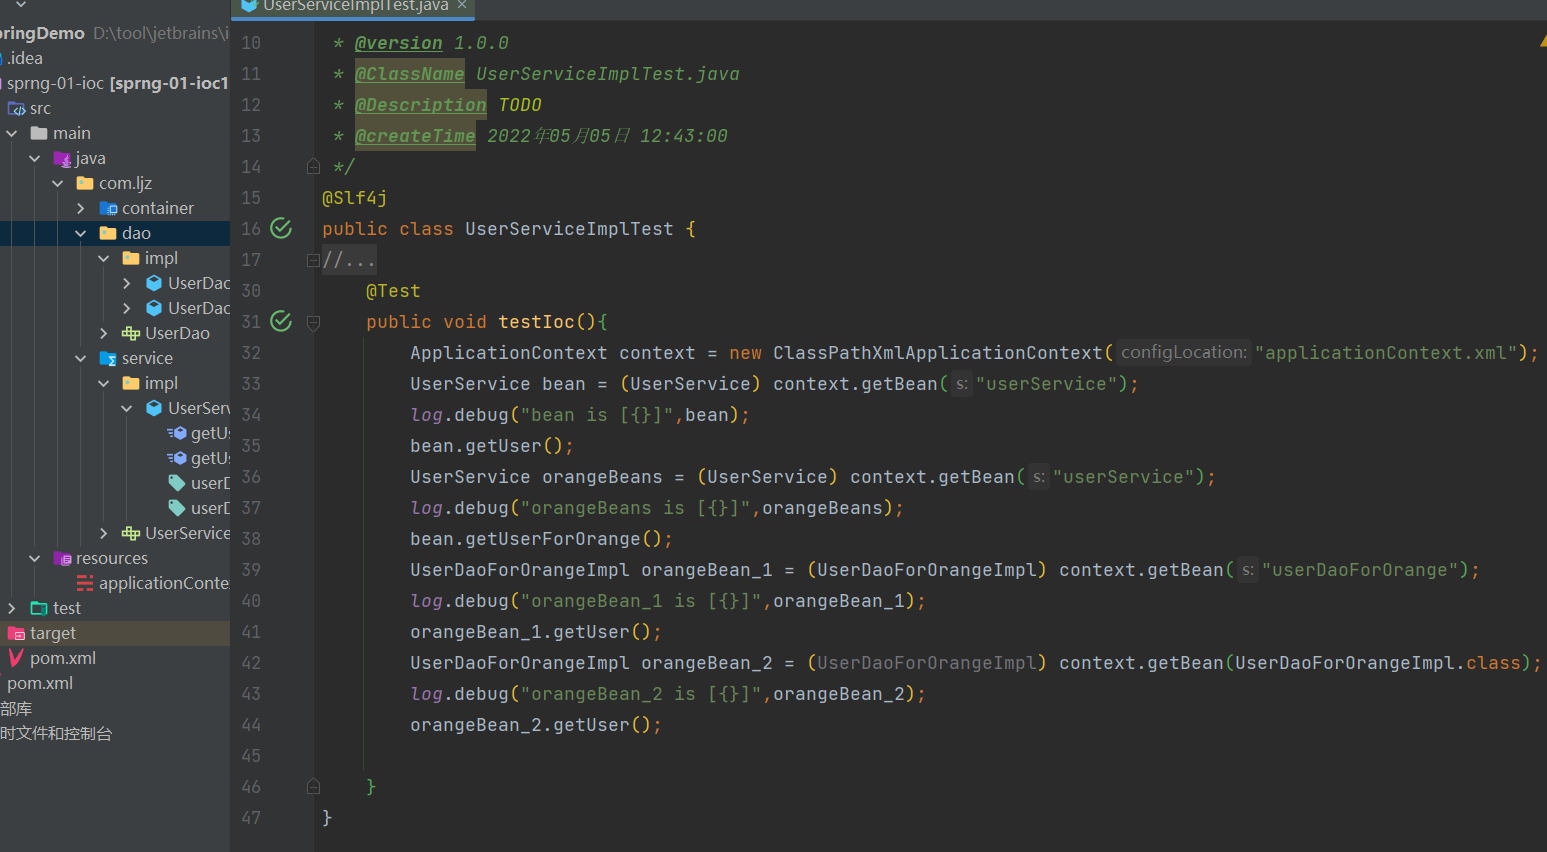 UserServiceImplTest.java ×
pringDemo D:\tool\jetbrains\i
.idea
sprng-01-ioc [sprng-01-ioc1
src
main
java
com.ljz
container
dao
impl
UserDao
UserDao
UserDao
service
impl
UserServ
getUs
getUs
userD
userD
UserService
resources
applicationConte
test
target
pom.xml
pom.xml
部库
时文件和控制台
10 * @version 1.0.0
11 * @ClassName UserServiceImplTest.java
12 * @Description TODO
13 * @createTime 2022年05月05日 12:43:00
14 */
15 @Slf4j
16 public class UserServiceImplTest {
17 //...
30 @Test
31 public void testIoc(){
32 ApplicationContext context = new ClassPathXmlApplicationContext( configLocation: "applicationContext.xml");
33 UserService bean = (UserService) context.getBean( s: "userService");
34 log.debug("bean is [{}]",bean);
35 bean.getUser();
36 UserService orangeBeans = (UserService) context.getBean( s: "userService");
37 log.debug("orangeBeans is [{}]",orangeBeans);
38 bean.getUserForOrange();
39 UserDaoForOrangeImpl orangeBean_1 = (UserDaoForOrangeImpl) context.getBean( s: "userDaoForOrange");
40 log.debug("orangeBean_1 is [{}]",orangeBean_1);
41 orangeBean_1.getUser();
42 UserDaoForOrangeImpl orangeBean_2 = (UserDaoForOrangeImpl) context.getBean(UserDaoForOrangeImpl.class);
43 log.debug("orangeBean_2 is [{}]",orangeBean_2);
44 orangeBean_2.getUser();
45
46 }
47 }